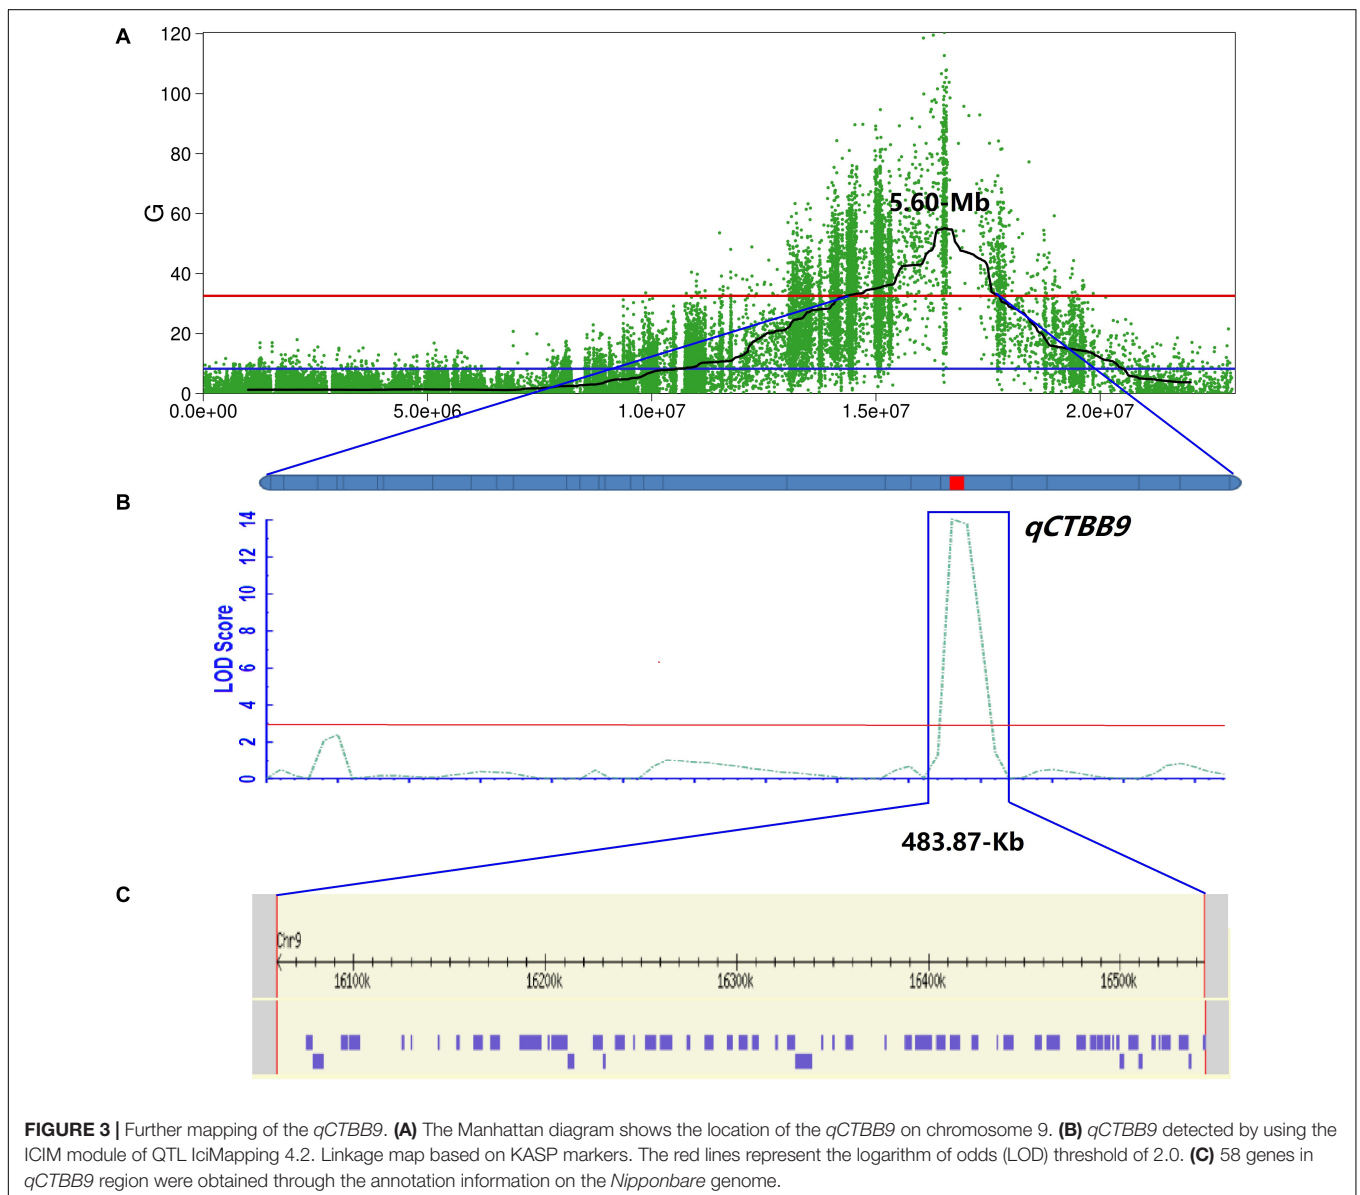 A
120
100
80
60
40
20
0
G
5.60-Mb
0.0e+00
5.0e+06
1.0e+07
1.5e+07
2.0e+07
B
14
12
10
8
6
4
2
0
LOD Score
qCTBB9
483.87-Kb
C
Chr9
16100k
16200k
16300k
16400k
16500k
FIGURE 3 | Further mapping of the qCTBB9. (A) The Manhattan diagram shows the location of the qCTBB9 on chromosome 9. (B) qCTBB9 detected by using the
ICIM module of QTL IciMapping 4.2. Linkage map based on KASP markers. The red lines represent the logarithm of odds (LOD) threshold of 2.0. (C) 58 genes in
qCTBB9 region were obtained through the annotation information on the Nipponbare genome.